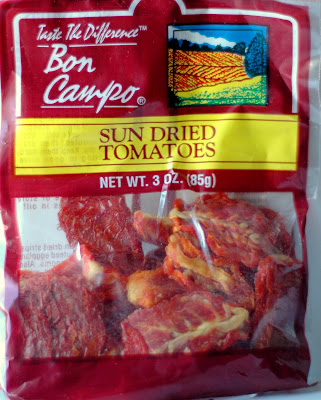 Taste The Difference™
Bon
Campo®
SUN DRIED
TOMATOES
NET WT. 3 OZ. (85g)